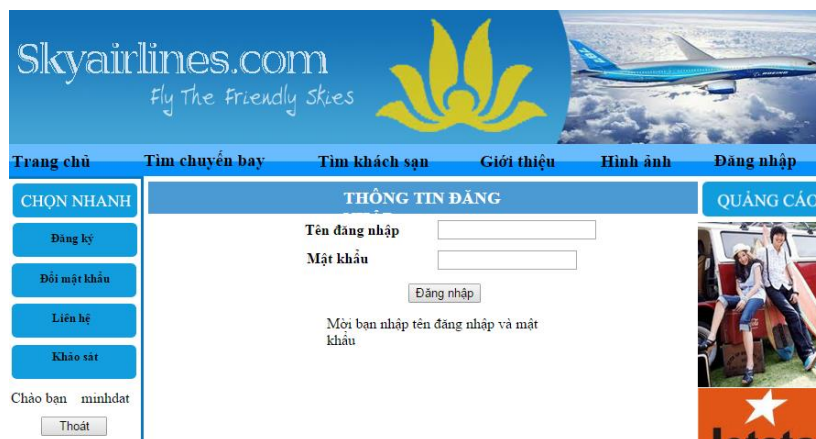 Skyairlines.com
Fly The Friendly Skies
Trang chủ Tìm chuyến bay Tìm khách sạn Giới thiệu Hình ảnh Đăng nhập
CHỌN NHANH
Đăng ký
Đổi mật khẩu
Liên hệ
Khảo sát
Chào bạn minhdat
Thoát
THÔNG TIN ĐĂNG
Tên đăng nhập
Mật khẩu
Đăng nhập
Mời bạn nhập tên đăng nhập và mật
khẩu
QUẢNG CÁO